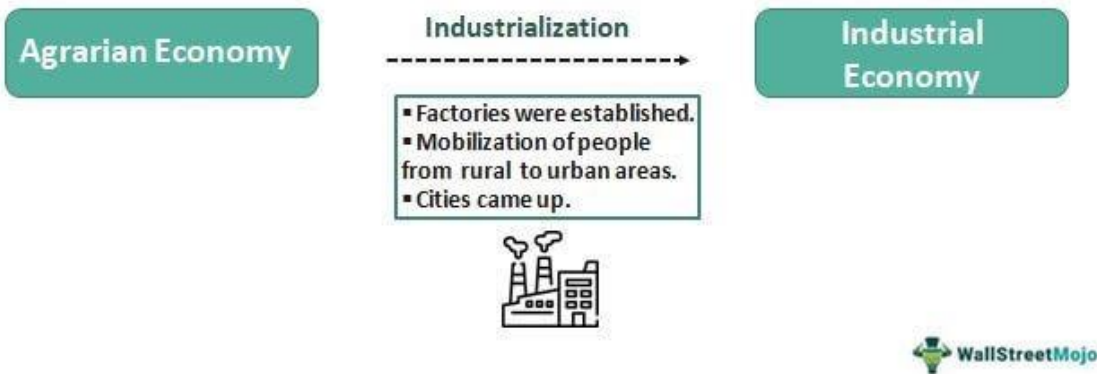 Agrarian Economy
Industrialization
Industrial
Economy
▪ Factories were established.
▪ Mobilization of people
from rural to urban areas.
▪ Cities came up.
WallStreetMojo